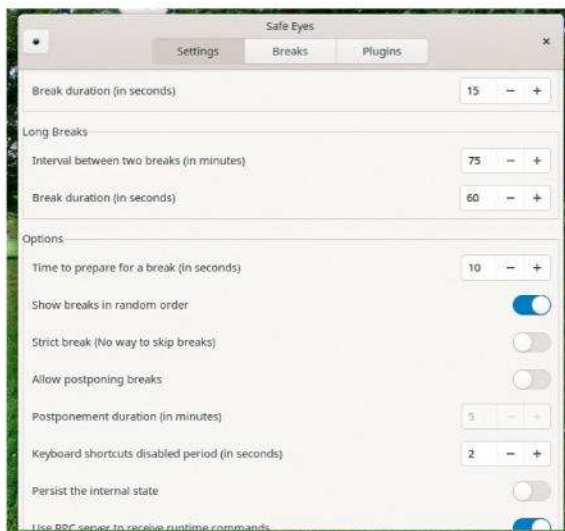 Safe Eyes
Settings Breaks Plugins
Break duration (in seconds) 15 − +
Long Breaks
Interval between two breaks (in minutes) 75 − +
Break duration (in seconds) 60 − +
Options
Time to prepare for a break (in seconds) 10 − +
Show breaks in random order
Strict break (No way to skip breaks)
Allow postponing breaks
Postponement duration (in minutes) 5 − +
Keyboard shortcuts disabled period (in seconds) 2 − +
Persist the internal state
Use RPC server to receive runtime commands